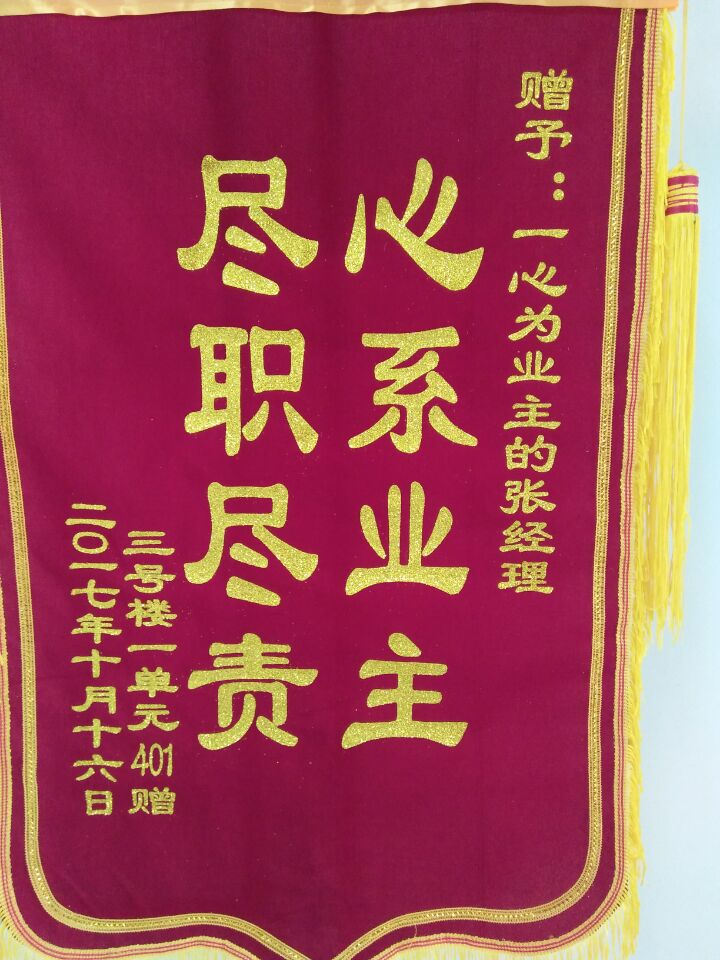 赠予：一心为业主的张经理
心系业主
尽职尽责
三号楼一单元401赠
二〇一七年十月十六日